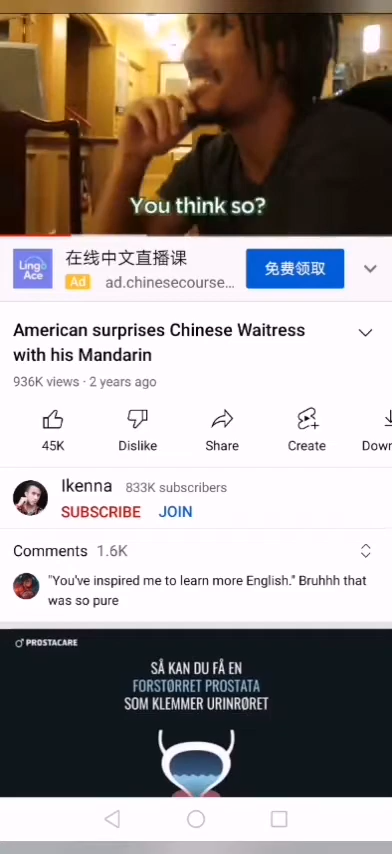 You think so?
Ling
Ace
在线中文直播课
Ad ad.chinesecourse...
免费领取
American surprises Chinese Waitress
with his Mandarin
936K views · 2 years ago
45K
Dislike
Share
Create
Down
Ikenna 833K subscribers
SUBSCRIBE JOIN
Comments 1.6K
"You've inspired me to learn more English." Bruhhh that
was so pure
PROSTACARE
SÅ KAN DU FÅ EN
FORSTØRRET PROSTATA
SOM KLEMMER URINRØRET